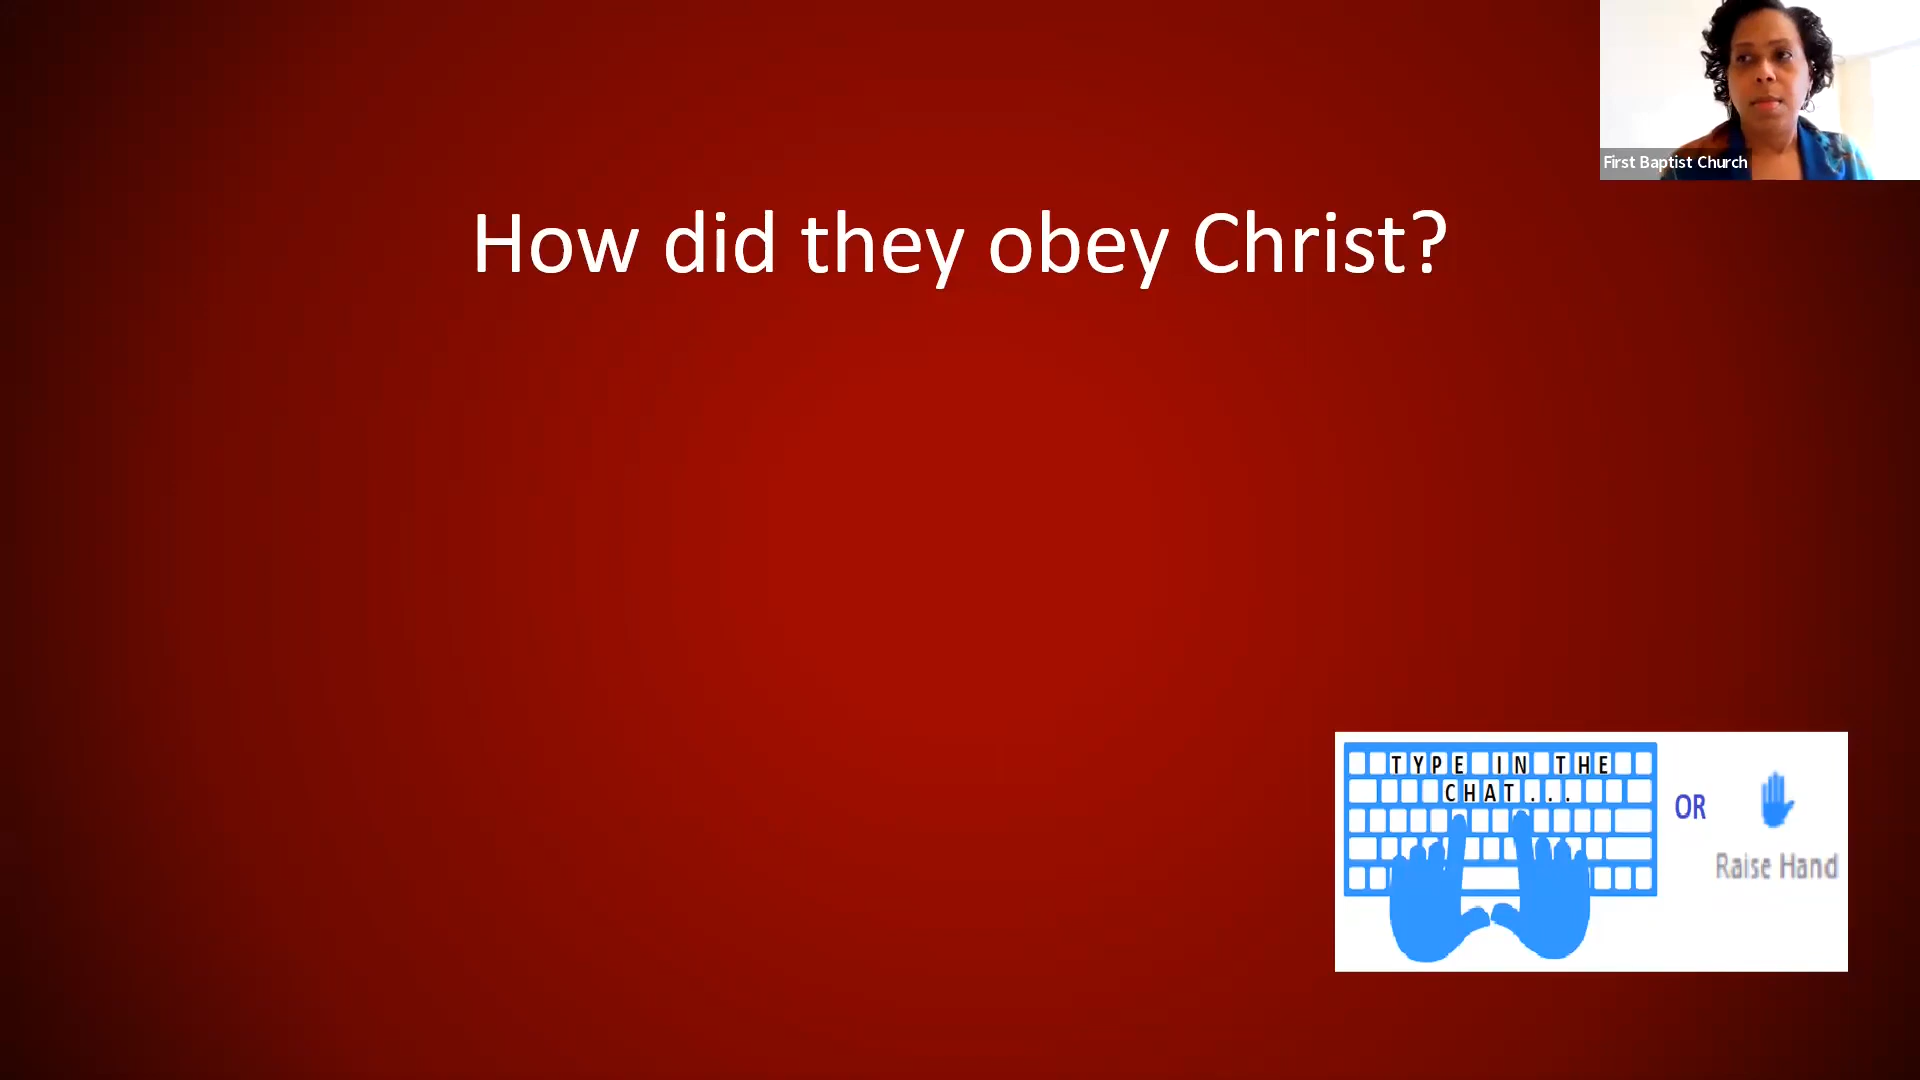 First Baptist Church
How did they obey Christ?
TYPE IN THE
CHAT...
OR
Raise Hand